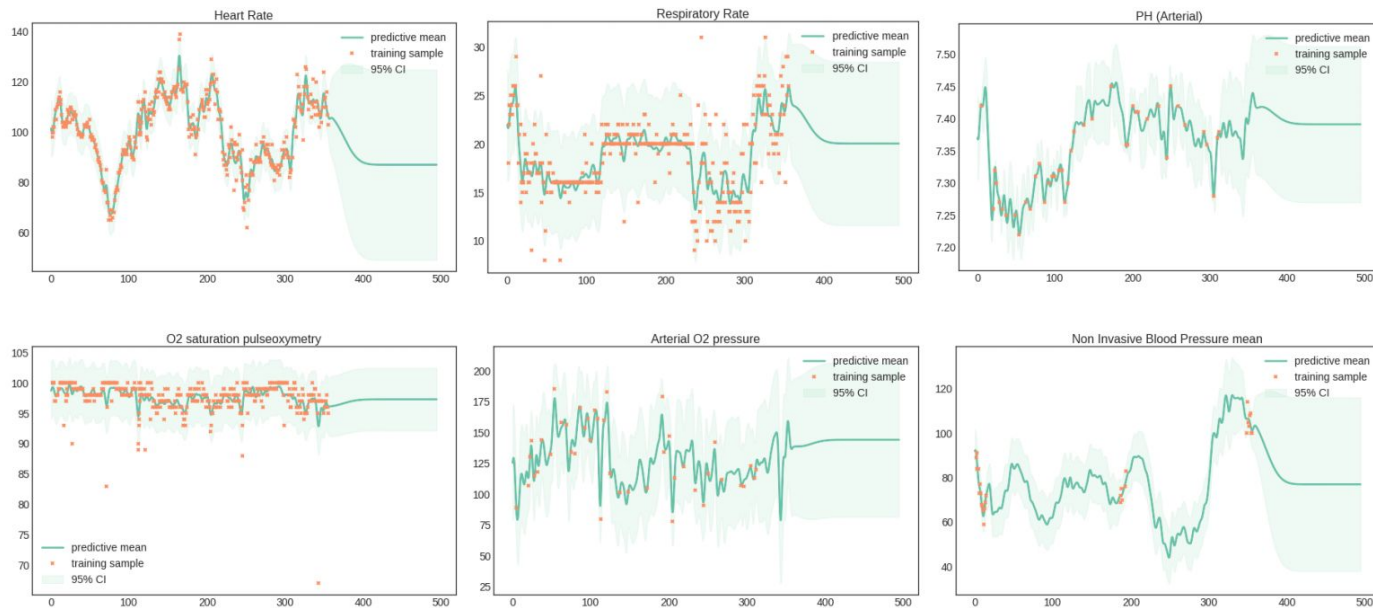 Heart Rate
140
120
100
80
60
0 100 200 300 400 500
predictive mean
training sample
95% CI
Respiratory Rate
30
25
20
15
10
0 100 200 300 400 500
predictive mean
training sample
95% CI
PH (Arterial)
7.50
7.45
7.40
7.35
7.30
7.25
7.20
0 100 200 300 400 500
predictive mean
training sample
95% CI
O2 saturation pulseoxymetry
105
100
95
90
85
80
75
70
0 100 200 300 400 500
predictive mean
training sample
95% CI
Arterial O2 pressure
200
175
150
125
100
75
50
25
0 100 200 300 400 500
predictive mean
training sample
95% CI
Non Invasive Blood Pressure mean
120
100
80
60
40
0 100 200 300 400 500
predictive mean
training sample
95% CI